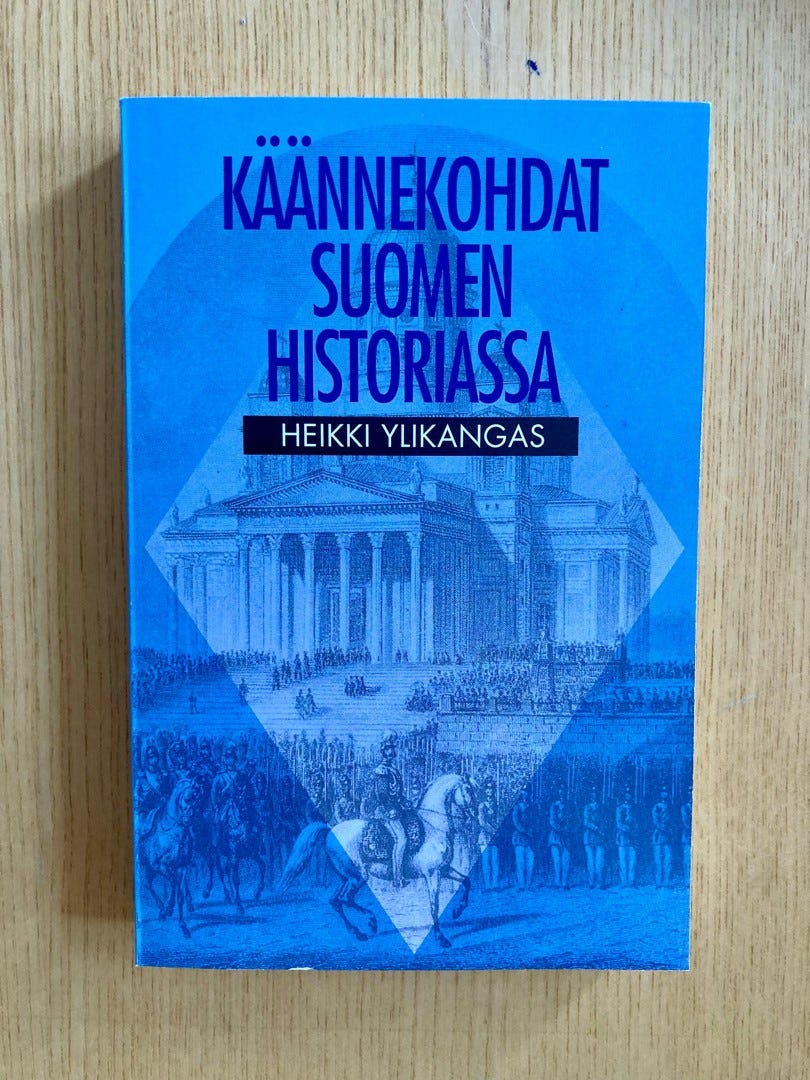 KÄÄNNEKOHDAT
SUOMEN
HISTORIASSA
HEIKKI YLIKANGAS